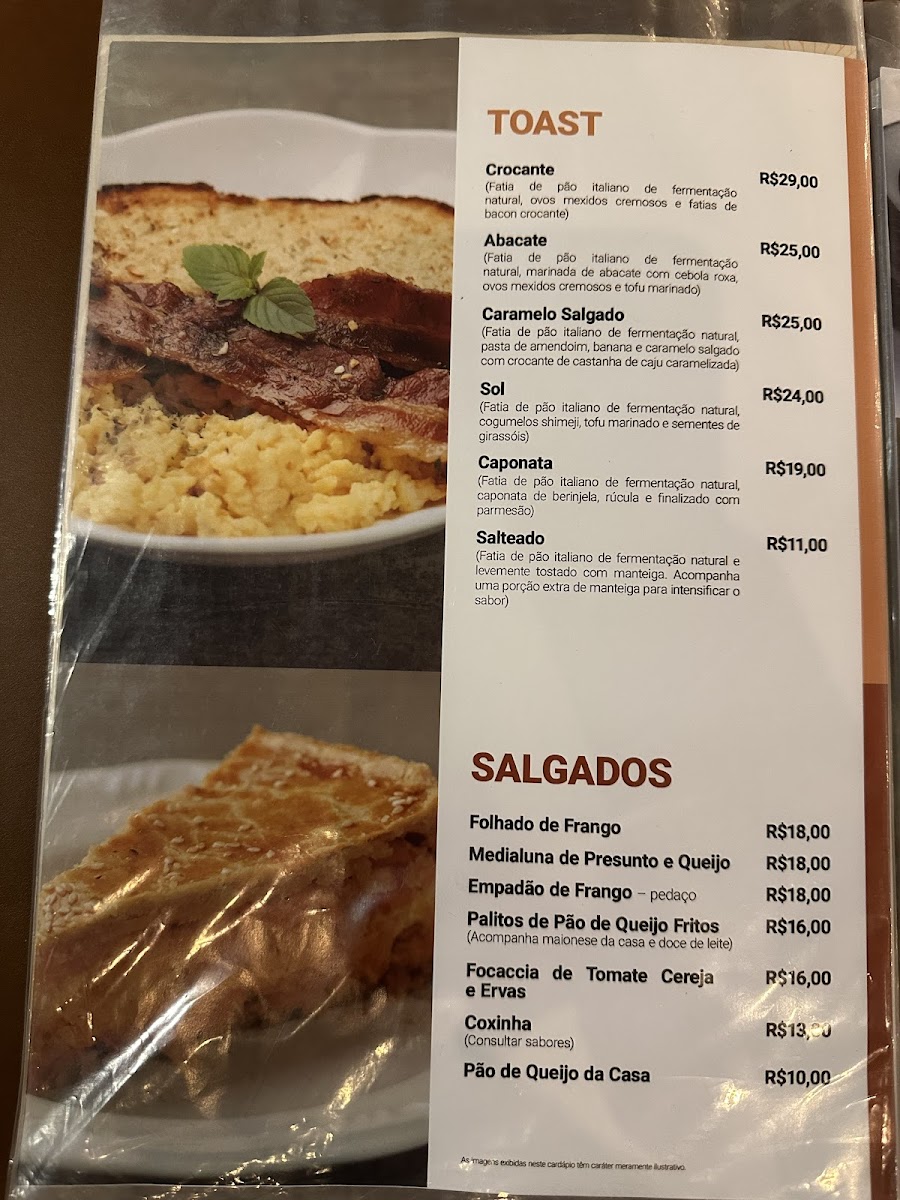 TOAST
Crocante R$29,00
(Fatia de pão italiano de fermentação
natural, ovos mexidos cremosos e fatias de
bacon crocante)
Abacate R$25,00
(Fatia de pão italiano de fermentação
natural, marinada de abacate com cebola roxa,
ovos mexidos cremosos e tofu marinado)
Caramelo Salgado R$25,00
(Fatia de pão italiano de fermentação natural,
pasta de amendoim, banana e caramelo salgado
com crocante de castanha de caju caramelizada)
Sol R$24,00
(Fatia de pão italiano de fermentação natural,
cogumelos shimeji, tofu marinado e sementes de
girassóis)
Caponata R$19,00
(Fatia de pão italiano de fermentação natural,
caponata de berinjela, rúcula e finalizado com
parmesão)
Salteado R$11,00
(Fatia de pão italiano de fermentação natural e
levemente tostado com manteiga. Acompanha
uma porção extra de manteiga para intensificar o
sabor)
SALGADOS
Folhado de Frango R$18,00
Medialuna de Presunto e Queijo R$18,00
Empadão de Frango – pedaço R$18,00
Palitos de Pão de Queijo Fritos R$16,00
(Acompanha maionese da casa e doce de leite)
Focaccia de Tomate Cereja R$16,00
e Ervas
Coxinha R$13,00
(Consultar sabores)
Pão de Queijo da Casa R$10,00
As imagens exibidas neste cardápio têm caráter meramente ilustrativo.